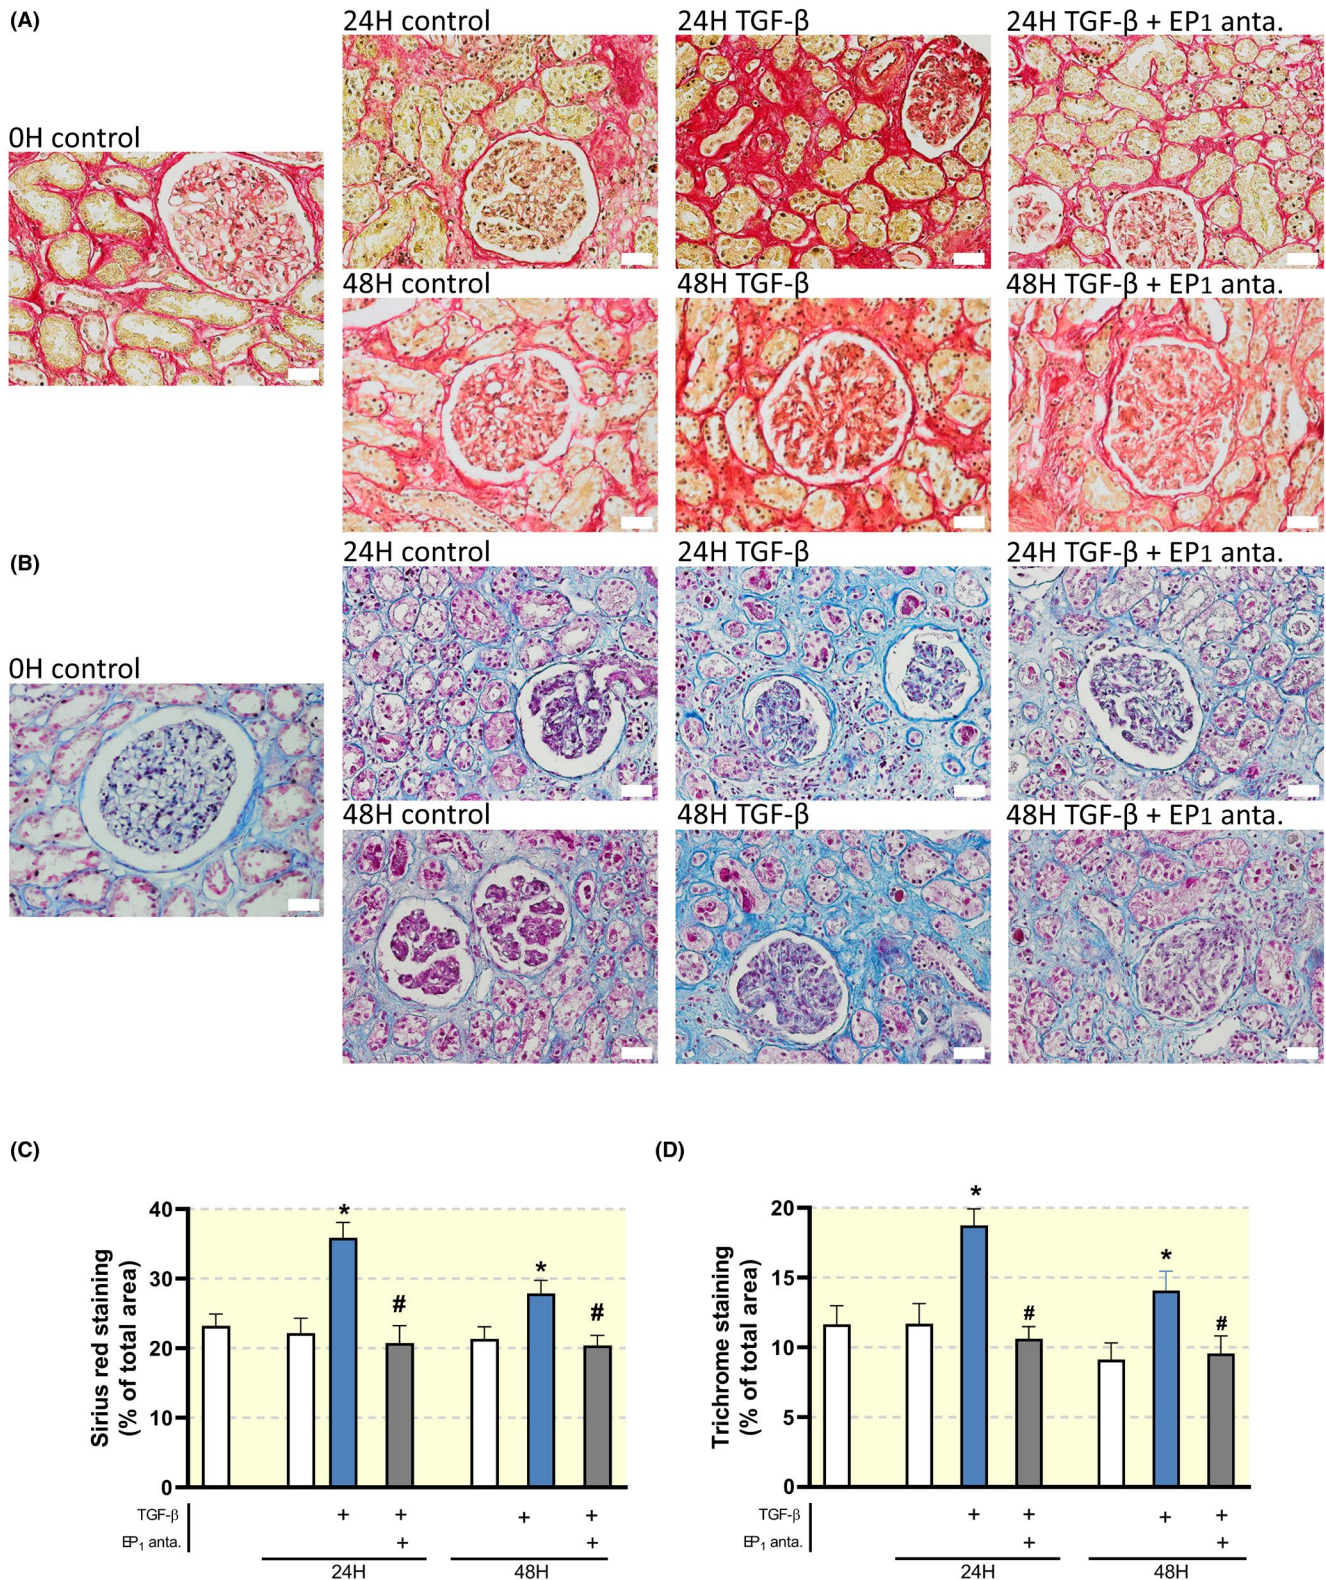 (A)
24H control
24H TGF-β
24H TGF-β + EP1 anta.
0H control
48H control
48H TGF-β
48H TGF-β + EP1 anta.
(B)
24H control
24H TGF-β
24H TGF-β + EP1 anta.
0H control
48H control
48H TGF-β
48H TGF-β + EP1 anta.
(C)
Sirius red staining
(% of total area)
40
30
20
10
0
* # * #
TGF-β + + + +
EP1 anta. + +
24H 48H
(D)
Trichrome staining
(% of total area)
20
15
10
5
0
* # * #
TGF-β + + + +
EP1 anta. + +
24H 48H